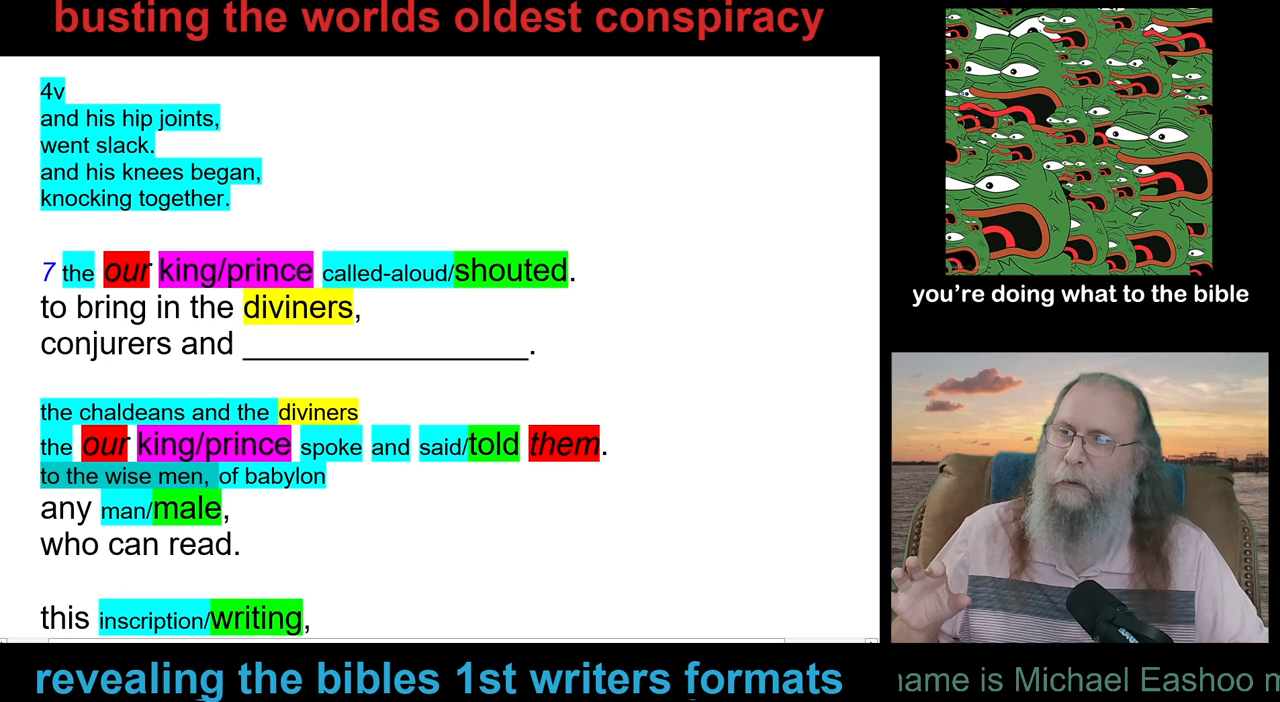 busting the worlds oldest conspiracy
4v
and his hip joints,
went slack.
and his knees began,
knocking together.
7 the our king/prince called-aloud/shouted.
to bring in the diviners,
conjurers and _________________.
the chaldeans and the diviners
the our king/prince spoke and said/told them.
to the wise men, of babylon
any man/male,
who can read.
this inscription/writing,
you're doing what to the bible
revealing the bibles 1st writers formats
name is Michael Eashoo